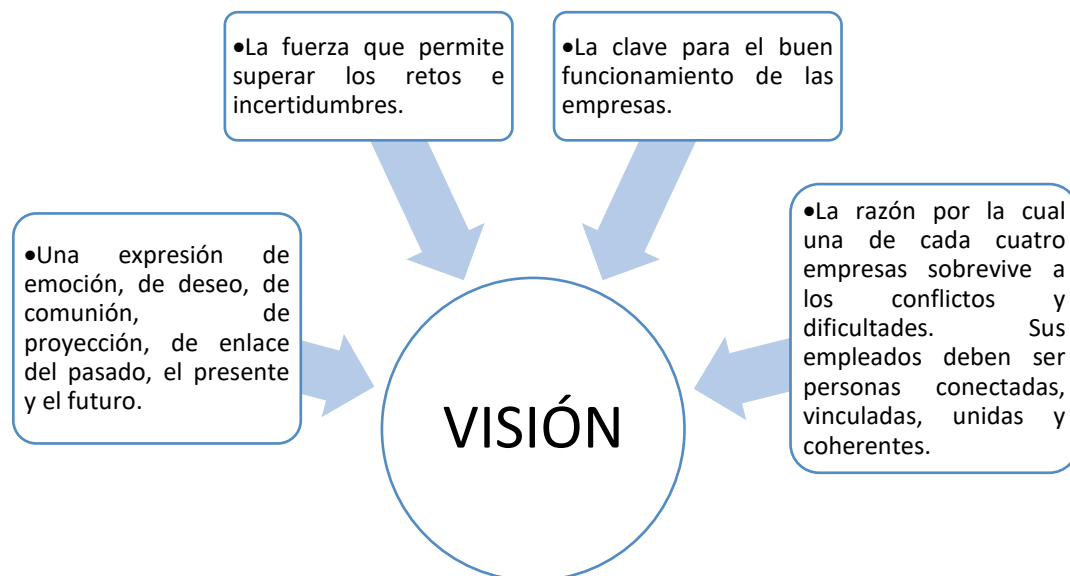 •La fuerza que permite
superar los retos e
incertidumbres.
•La clave para el buen
funcionamiento de las
empresas.
•Una expresión de
emoción, de deseo, de
comunión, de
proyección, de enlace
del pasado, el presente
y el futuro.
•La razón por la cual
una de cada cuatro
empresas sobrevive a
los conflictos y
dificultades. Sus
empleados deben ser
personas conectadas,
vinculadas, unidas y
coherentes.
VISIÓN